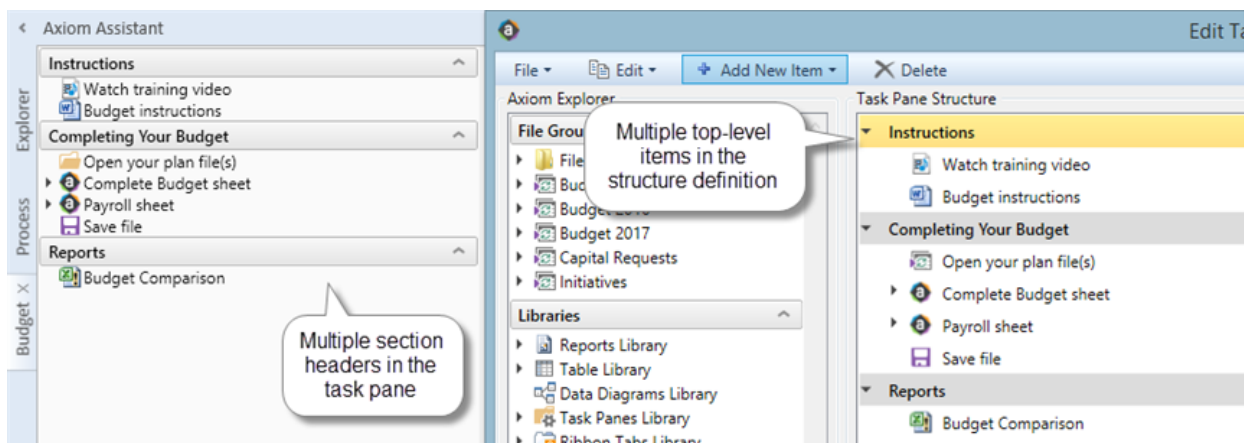 Axiom Assistant
Instructions
Watch training video
Budget instructions
Completing Your Budget
Open your plan file(s)
Complete Budget sheet
Payroll sheet
Save file
Reports
Budget Comparison
Explorer
Process
Budget
Multiple section
headers in the
task pane
Edit Ta
File
Edit
Add New Item
Delete
Axiom Explorer
File Grou
File
Bud
Budget
Budget 2017
Capital Requests
Initiatives
Libraries
Reports Library
Table Library
Data Diagrams Library
Task Panes Library
Ribbon Tabs Library
Multiple top-level
items in the
structure definition
Task Pane Structure
Instructions
Watch training video
Budget instructions
Completing Your Budget
Open your plan file(s)
Complete Budget sheet
Payroll sheet
Save file
Reports
Budget Comparison